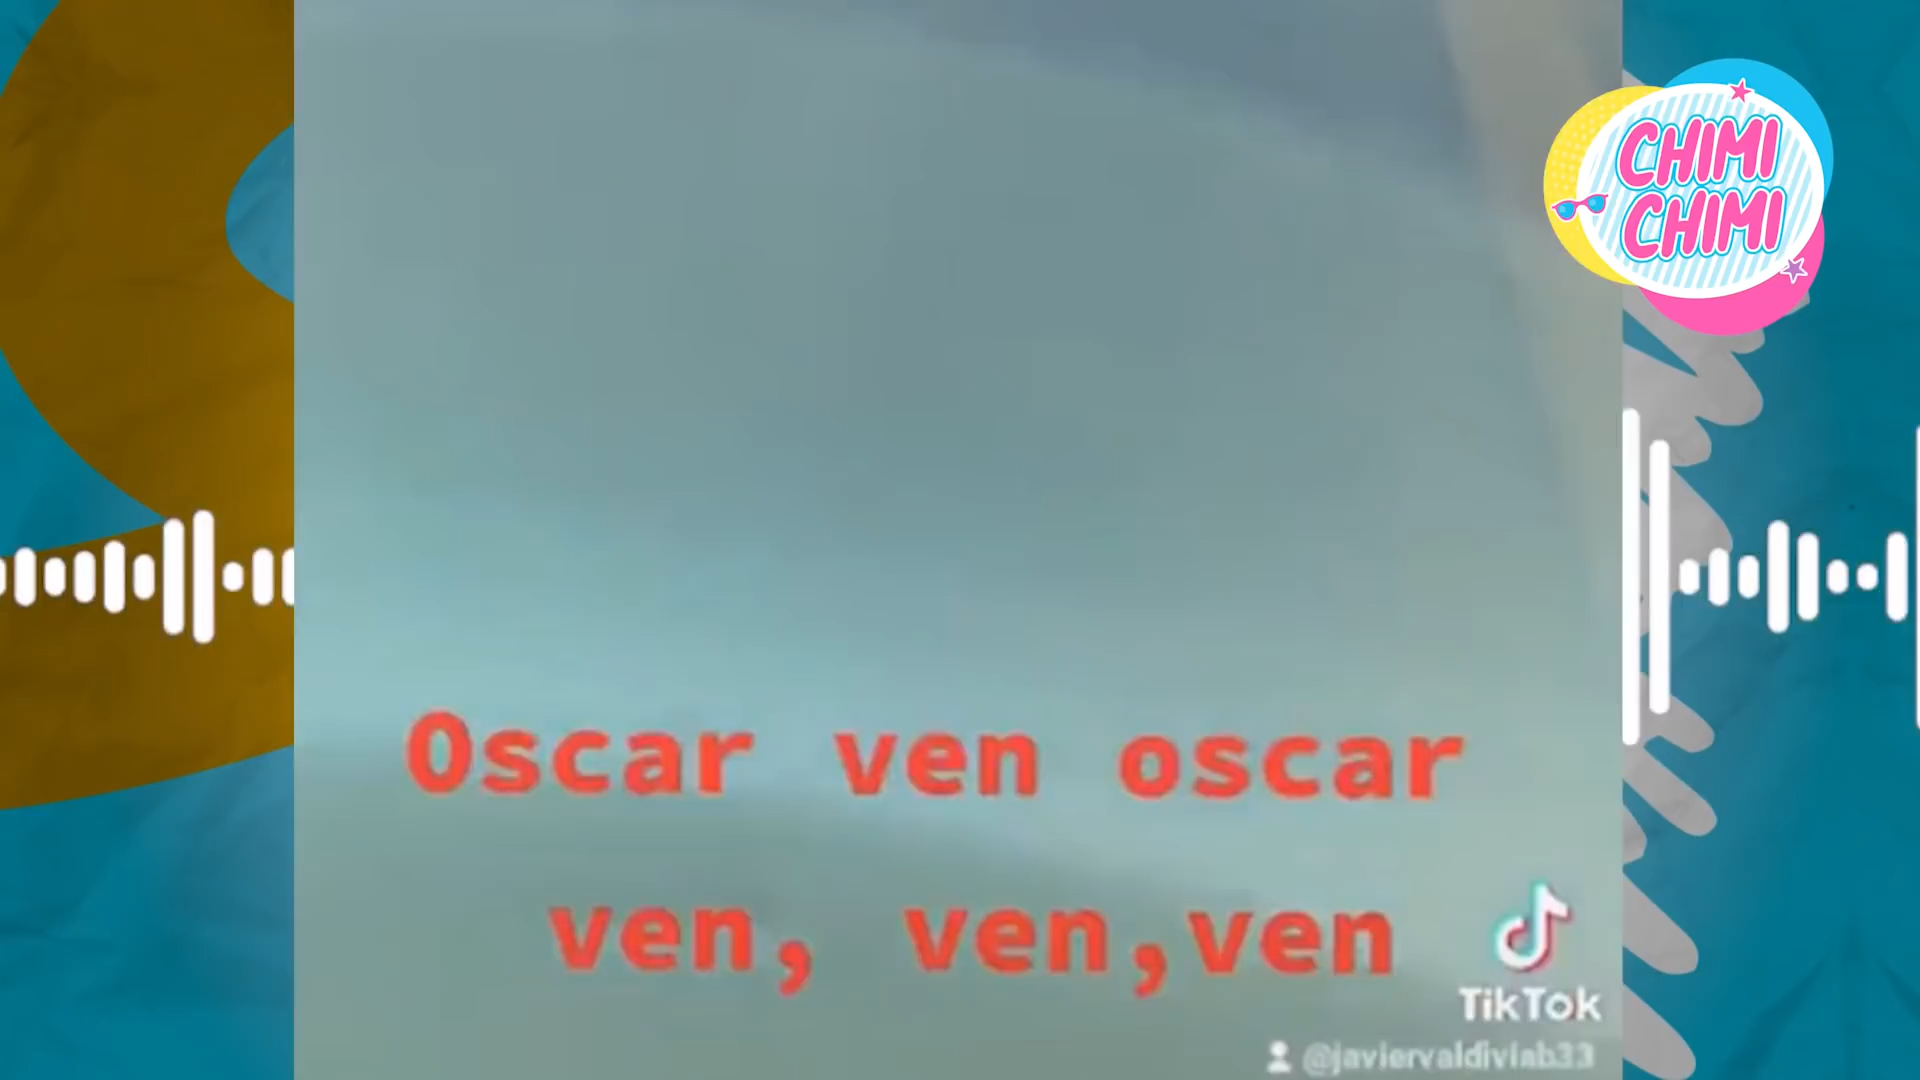 CHIMI
CHIMI
Oscar ven oscar
ven, ven,ven
TikTok
@javiervaldiviab33